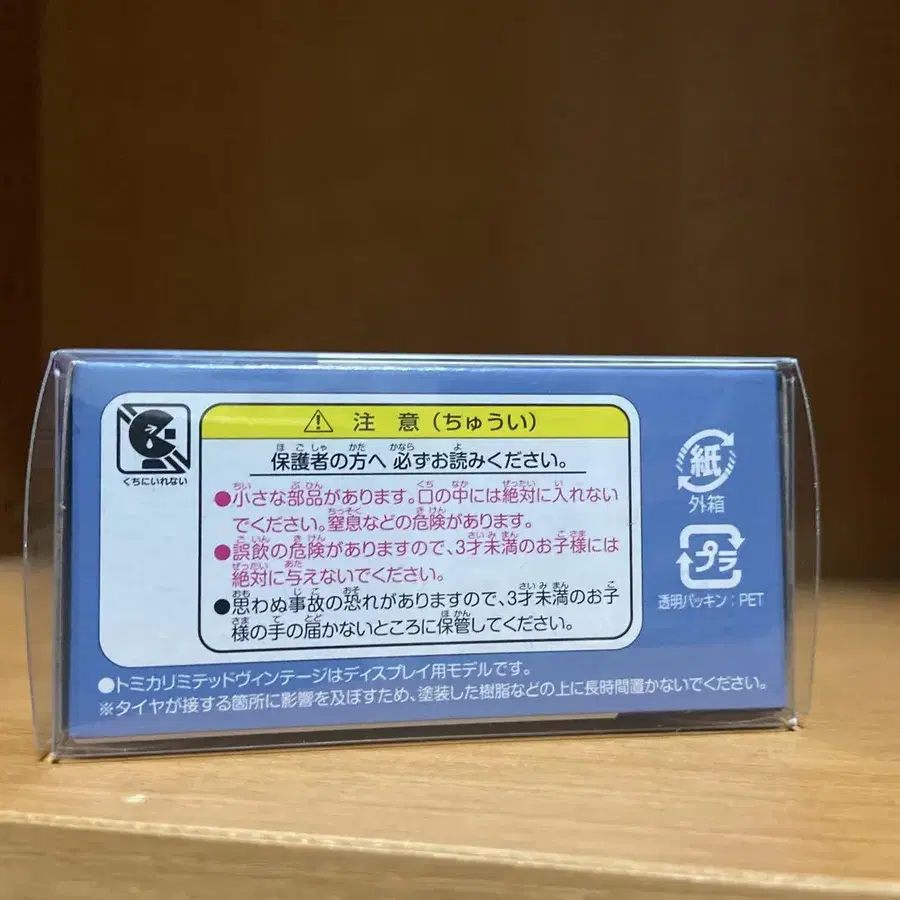 くちにいれない
⚠ 注意(ちゅうい)
保護者の方へ 必ずお読みください。
●小さな部品があります。口の中には絶対に入れない
でください。窒息などの危険があります。
●誤飲の危険がありますので、3才未満のお子様には
絶対に与えないでください。
●思わぬ事故の恐れがありますので、3才未満のお子
様の手の届かないところに保管してください。
●トミカリミテッドヴィンテージはディスプレイ用モデルです。
※タイヤが接する箇所に影響を及ぼすため、塗装した樹脂などの上に長時間置かないでください。
紙
外箱
プラ
透明パッキン:PET